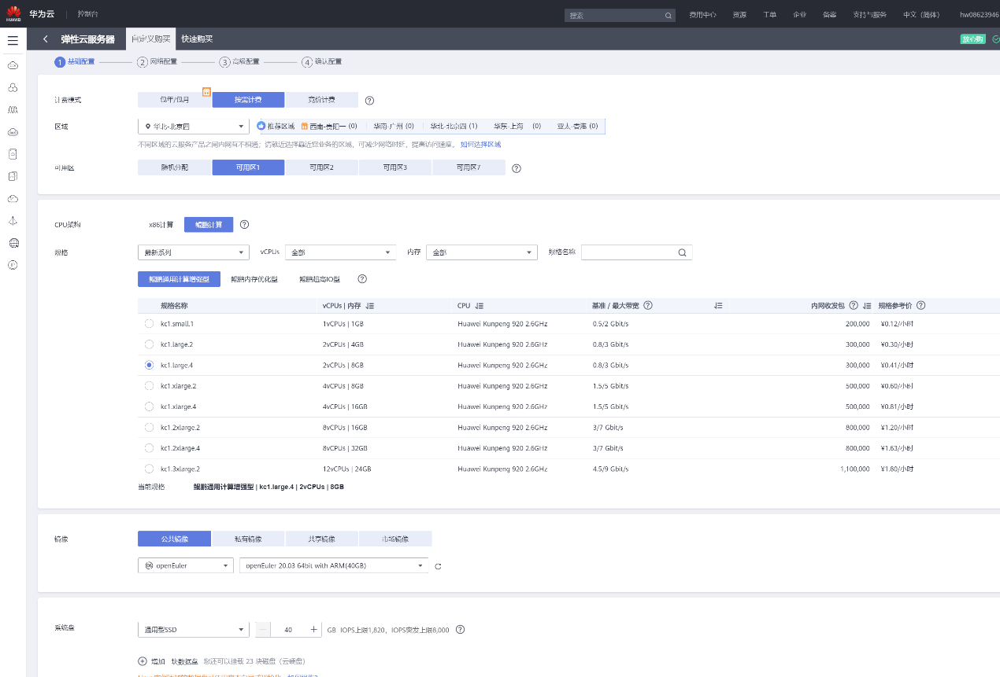 HUAWEI 华为云 控制台 搜索 费用中心 资源 工单 企业 备案 支持与服务 中文（简体） hw08623946
弹性云服务器 自定义购买 快速购买 放心购
1 基础配置 2 网络配置 3 高级配置 4 确认配置
计费模式 包年/包月 按需计费 竞价计费
区域 华北-北京四 推荐区域 西南-贵阳一 (0) 华南-广州 (0) 华北-北京四 (1) 华东-上海 (0) 亚太-香港 (0)
不同区域的云服务产品之间内网互不相通；请就近选择靠近您业务的区域，可减少网络时延，提高访问速度。 如何选择区域
可用区 随机分配 可用区1 可用区2 可用区3 可用区7
CPU架构 x86计算 鲲鹏计算
规格 最新系列 vCPUs 全部 内存 全部 规格名称
鲲鹏通用计算增强型 鲲鹏内存优化型 鲲鹏超高IO型
规格名称 vCPUs | 内存 CPU 基准 / 最大带宽 内网收发包 规格参考价
kc1.small.1 1vCPUs | 1GB Huawei Kunpeng 920 2.6GHz 0.5/2 Gbit/s 200,000 ¥0.12/小时
kc1.large.2 2vCPUs | 4GB Huawei Kunpeng 920 2.6GHz 0.8/3 Gbit/s 300,000 ¥0.30/小时
kc1.large.4 2vCPUs | 8GB Huawei Kunpeng 920 2.6GHz 0.8/3 Gbit/s 300,000 ¥0.41/小时
kc1.xlarge.2 4vCPUs | 8GB Huawei Kunpeng 920 2.6GHz 1.5/5 Gbit/s 500,000 ¥0.60/小时
kc1.xlarge.4 4vCPUs | 16GB Huawei Kunpeng 920 2.6GHz 1.5/5 Gbit/s 500,000 ¥0.81/小时
kc1.2xlarge.2 8vCPUs | 16GB Huawei Kunpeng 920 2.6GHz 3/7 Gbit/s 800,000 ¥1.20/小时
kc1.2xlarge.4 8vCPUs | 32GB Huawei Kunpeng 920 2.6GHz 3/7 Gbit/s 800,000 ¥1.63/小时
kc1.3xlarge.2 12vCPUs | 24GB Huawei Kunpeng 920 2.6GHz 4.5/9 Gbit/s 1,100,000 ¥1.80/小时
当前规格 鲲鹏通用计算增强型 | kc1.large.4 | 2vCPUs | 8GB
镜像 公共镜像 私有镜像 共享镜像 市场镜像
openEuler openEuler 20.03 64bit with ARM(40GB)
系统盘 通用型SSD 40 GB IOPS上限1,820，IOPS突发上限8,000
增加一块数据盘 您还可以挂载 23 块磁盘（云硬盘）